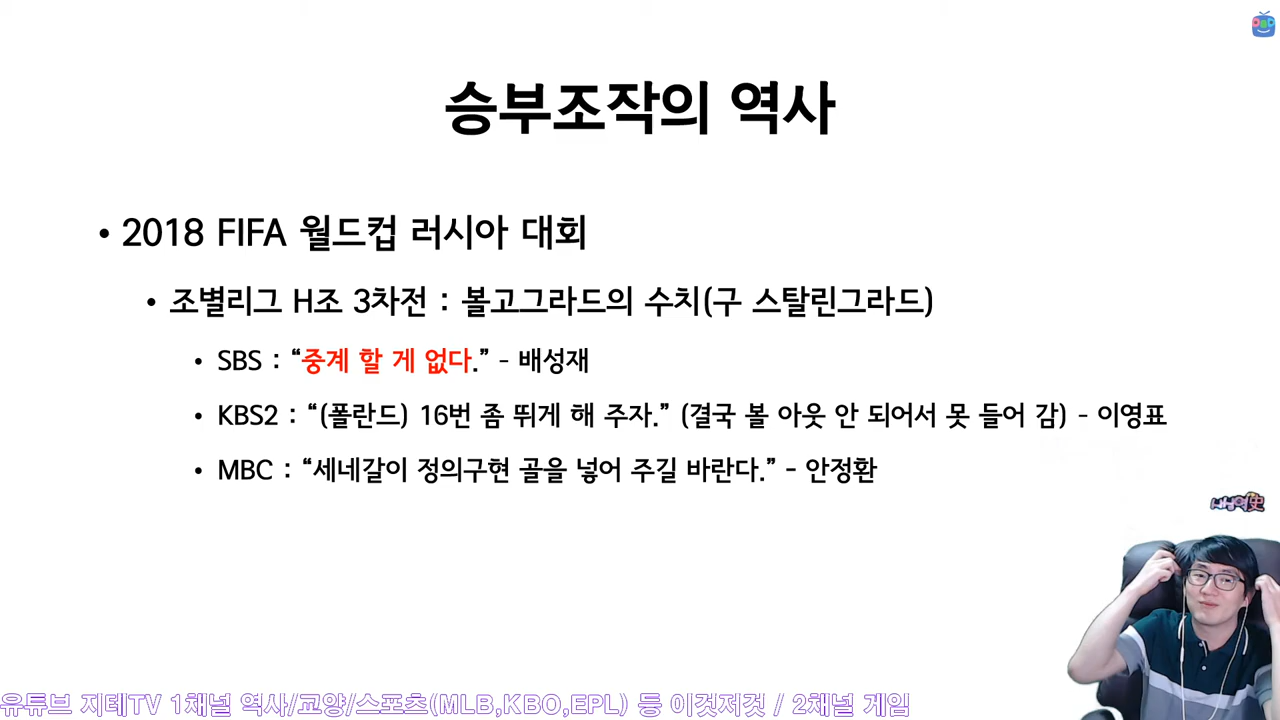 승부조작의 역사
• 2018 FIFA 월드컵 러시아 대회
• 조별리그 H조 3차전 : 볼고그라드의 수치(구 스탈린그라드)
• SBS : “중계 할 게 없다.” - 배성재
• KBS2 : “(폴란드) 16번 좀 뛰게 해 주자.” (결국 볼 아웃 안 되어서 못 들어 감) - 이영표
• MBC : “세네갈이 정의구현 골을 넣어 주길 바란다.” - 안정환
유튜브 지테TV 1채널 역사/교양/스포츠(MLB,KBO,EPL) 등 이것저것 / 2채널 게임